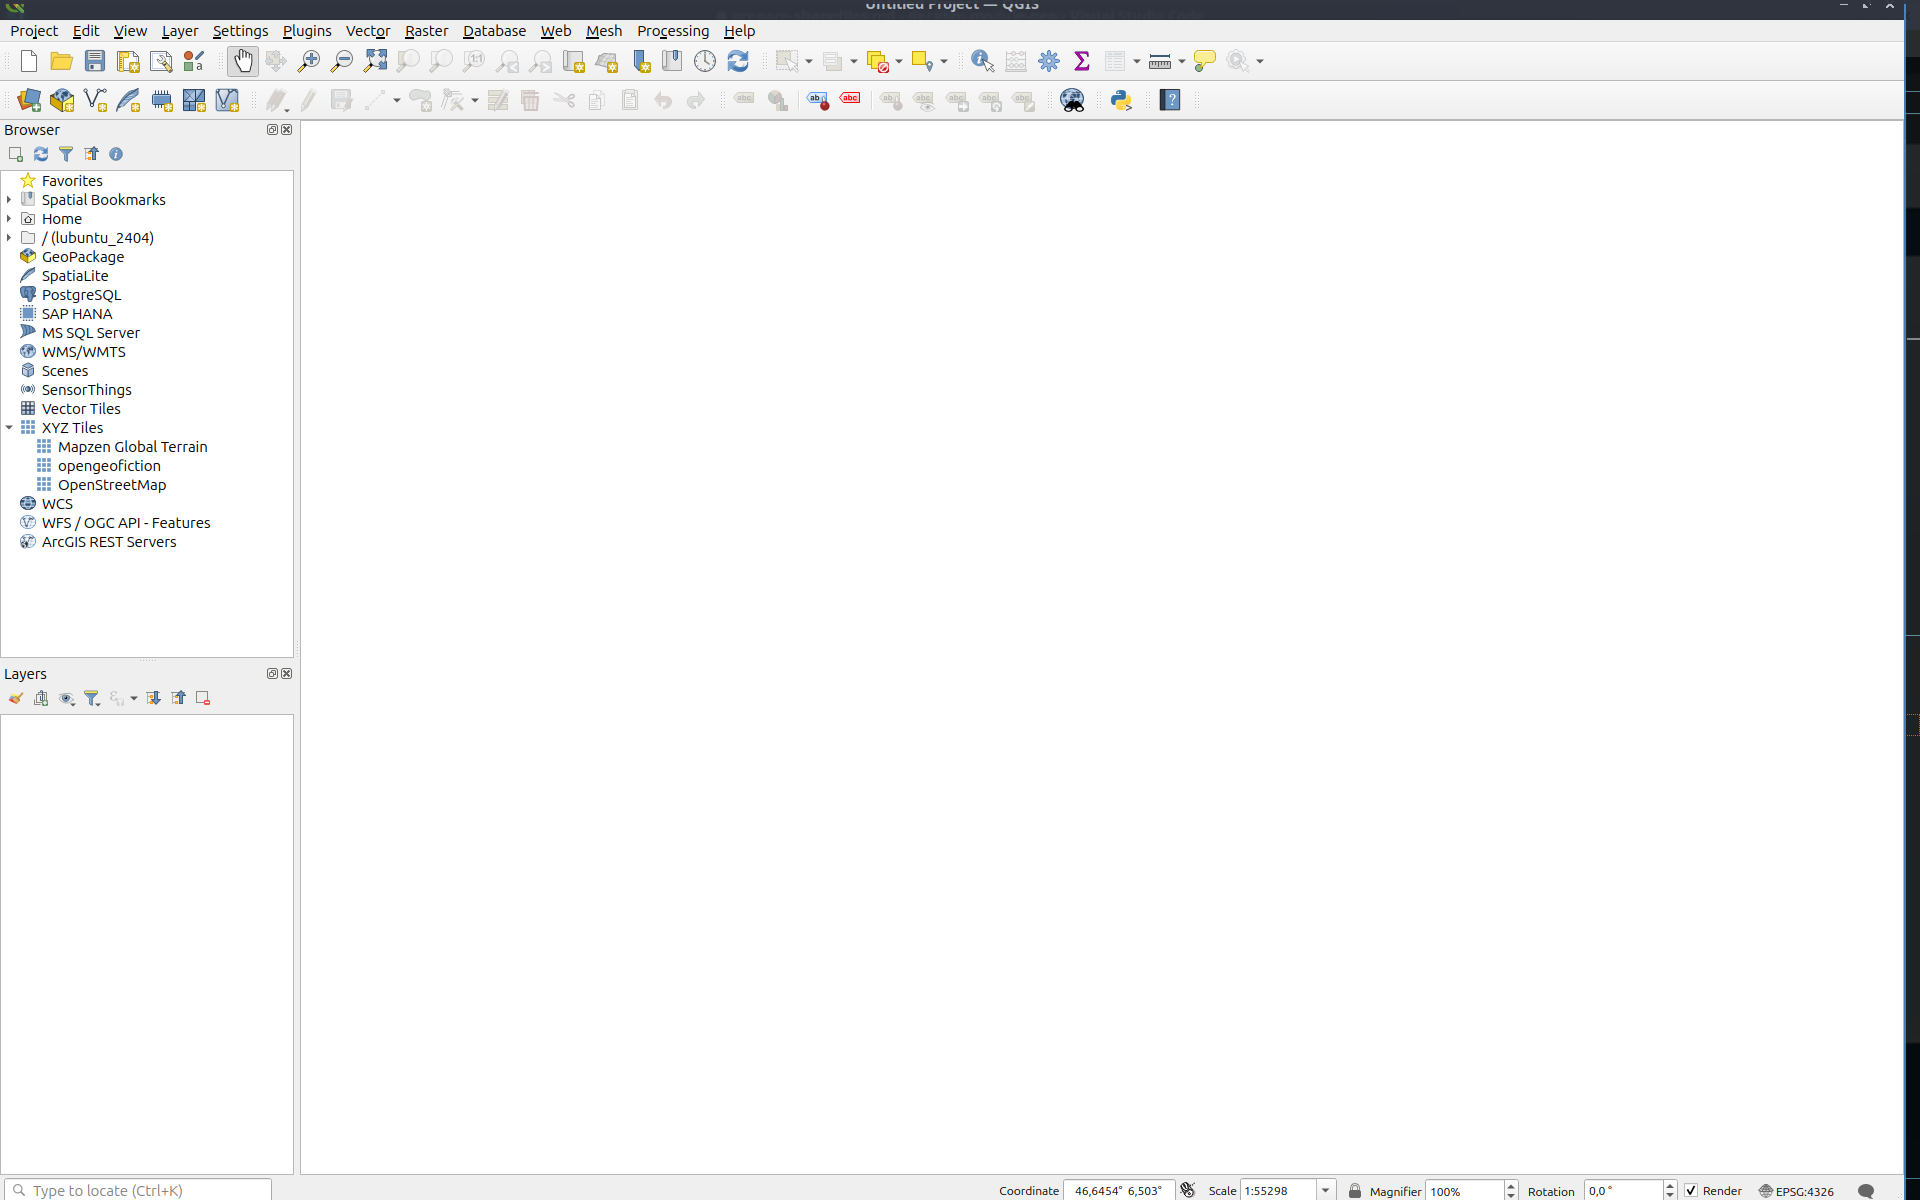 Untitled Project — QGIS
Project Edit View Layer Settings Plugins Vector Raster Database Web Mesh Processing Help
Browser
Favorites
Spatial Bookmarks
Home
/ (lubuntu_2404)
GeoPackage
SpatiaLite
PostgreSQL
SAP HANA
MS SQL Server
WMS/WMTS
Scenes
SensorThings
Vector Tiles
XYZ Tiles
Mapzen Global Terrain
opengeofiction
OpenStreetMap
WCS
WFS / OGC API - Features
ArcGIS REST Servers
Layers
Type to locate (Ctrl+K)
Coordinate 46,6454° 6,503° Scale 1:55298 Magnifier 100% Rotation 0,0 ° Render EPSG:4326